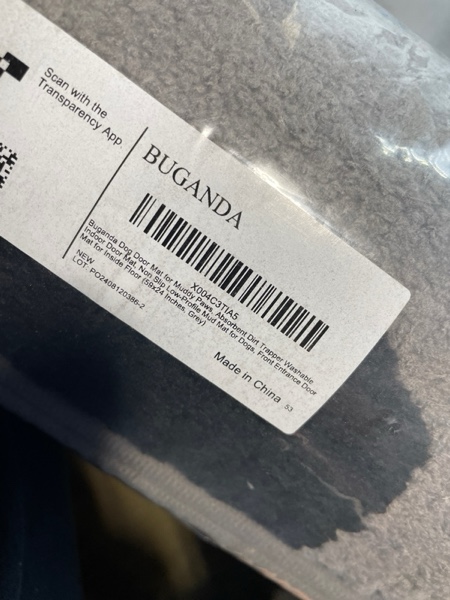 Scan with the
Transparency App.
BUGANDA
X004C3TIA5
Buganda Dog Door Mat for Muddy Paws, Absorbent Dirt Trapper Washable
Indoor Door Mat, Non Slip Low-Profile Mud Mat for Dogs, Front Entrance Door
Mat for Inside Floor (59x24 Inches, Grey)
NEW
LOT: PO2408120386-2
Made in China
53